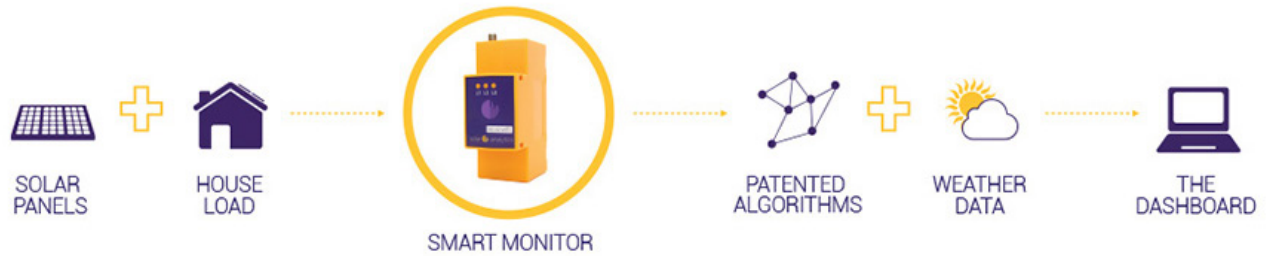 SOLAR
PANELS
HOUSE
LOAD
SMART MONITOR
PATENTED
ALGORITHMS
WEATHER
DATA
THE
DASHBOARD